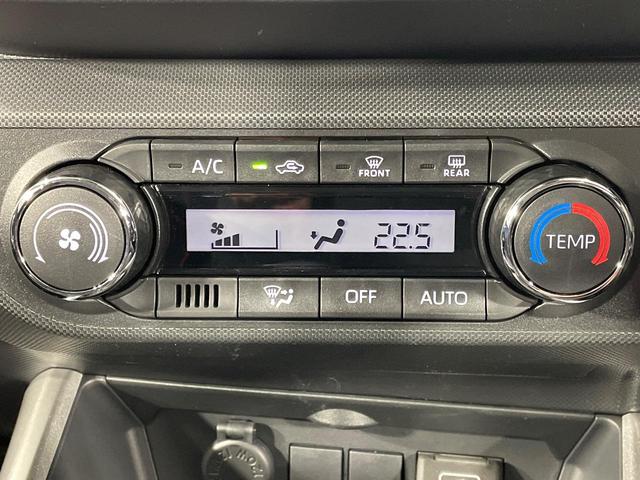 A/C
FRONT
REAR
22.5
TEMP
OFF
AUTO